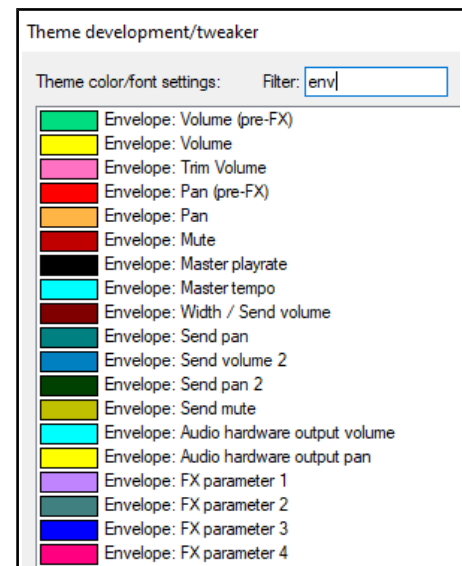 Theme development/tweaker
Theme color/font settings: Filter: env
Envelope: Volume (pre-FX)
Envelope: Volume
Envelope: Trim Volume
Envelope: Pan (pre-FX)
Envelope: Pan
Envelope: Mute
Envelope: Master playrate
Envelope: Master tempo
Envelope: Width / Send volume
Envelope: Send pan
Envelope: Send volume 2
Envelope: Send pan 2
Envelope: Send mute
Envelope: Audio hardware output volume
Envelope: Audio hardware output pan
Envelope: FX parameter 1
Envelope: FX parameter 2
Envelope: FX parameter 3
Envelope: FX parameter 4